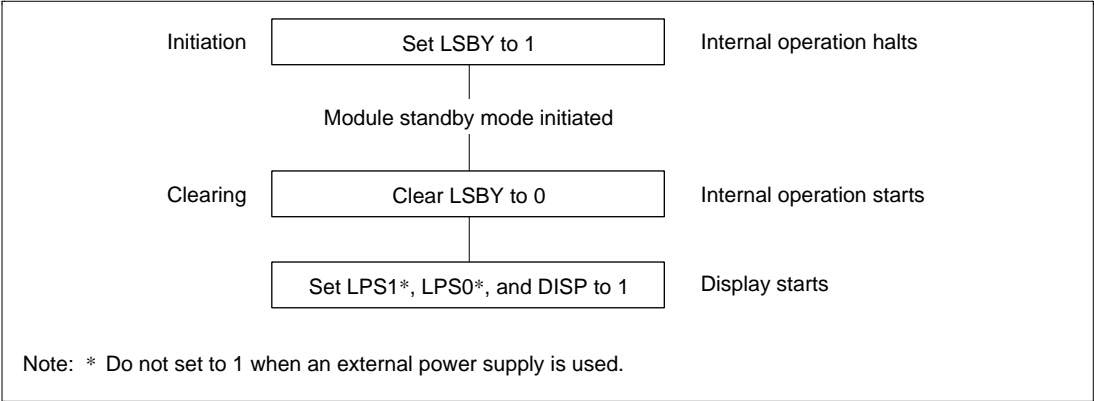 Initiation Set LSBY to 1 Internal operation halts
Module standby mode initiated
Clearing Clear LSBY to 0 Internal operation starts
Set LPS1*, LPS0*, and DISP to 1 Display starts
Note: * Do not set to 1 when an external power supply is used.